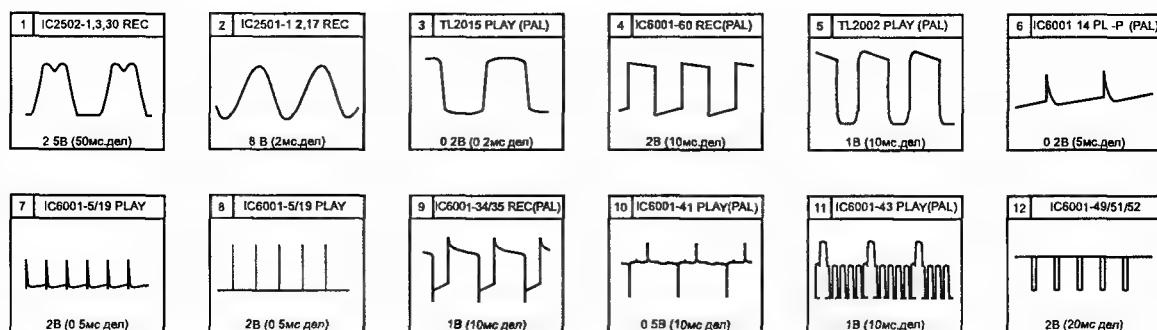 1 IC2502-1,3,30 REC
2,5В (50мс.дел)
2 IC2501-1 2,17 REC
8 В (2мс.дел)
3 TL2015 PLAY (PAL)
0 2В (0 2мс дел)
4 IC6001-60 REC(PAL)
2В (10мс.дел)
5 TL2002 PLAY (PAL)
1В (10мс.дел)
6 IC6001 14 PL -P (PAL)
0 2В (5мс.дел)
7 IC6001-5/19 PLAY
2В (0 5мс дел)
8 IC6001-5/19 PLAY
2В (0 5мс дел)
9 IC6001-34/35 REC(PAL)
1В (10мс дел)
10 IC6001-41 PLAY(PAL)
0 5В (10мс дел)
11 IC6001-43 PLAY(PAL)
1В (10мс дел)
12 IC6001-49/51/52
2В (20мс дел)